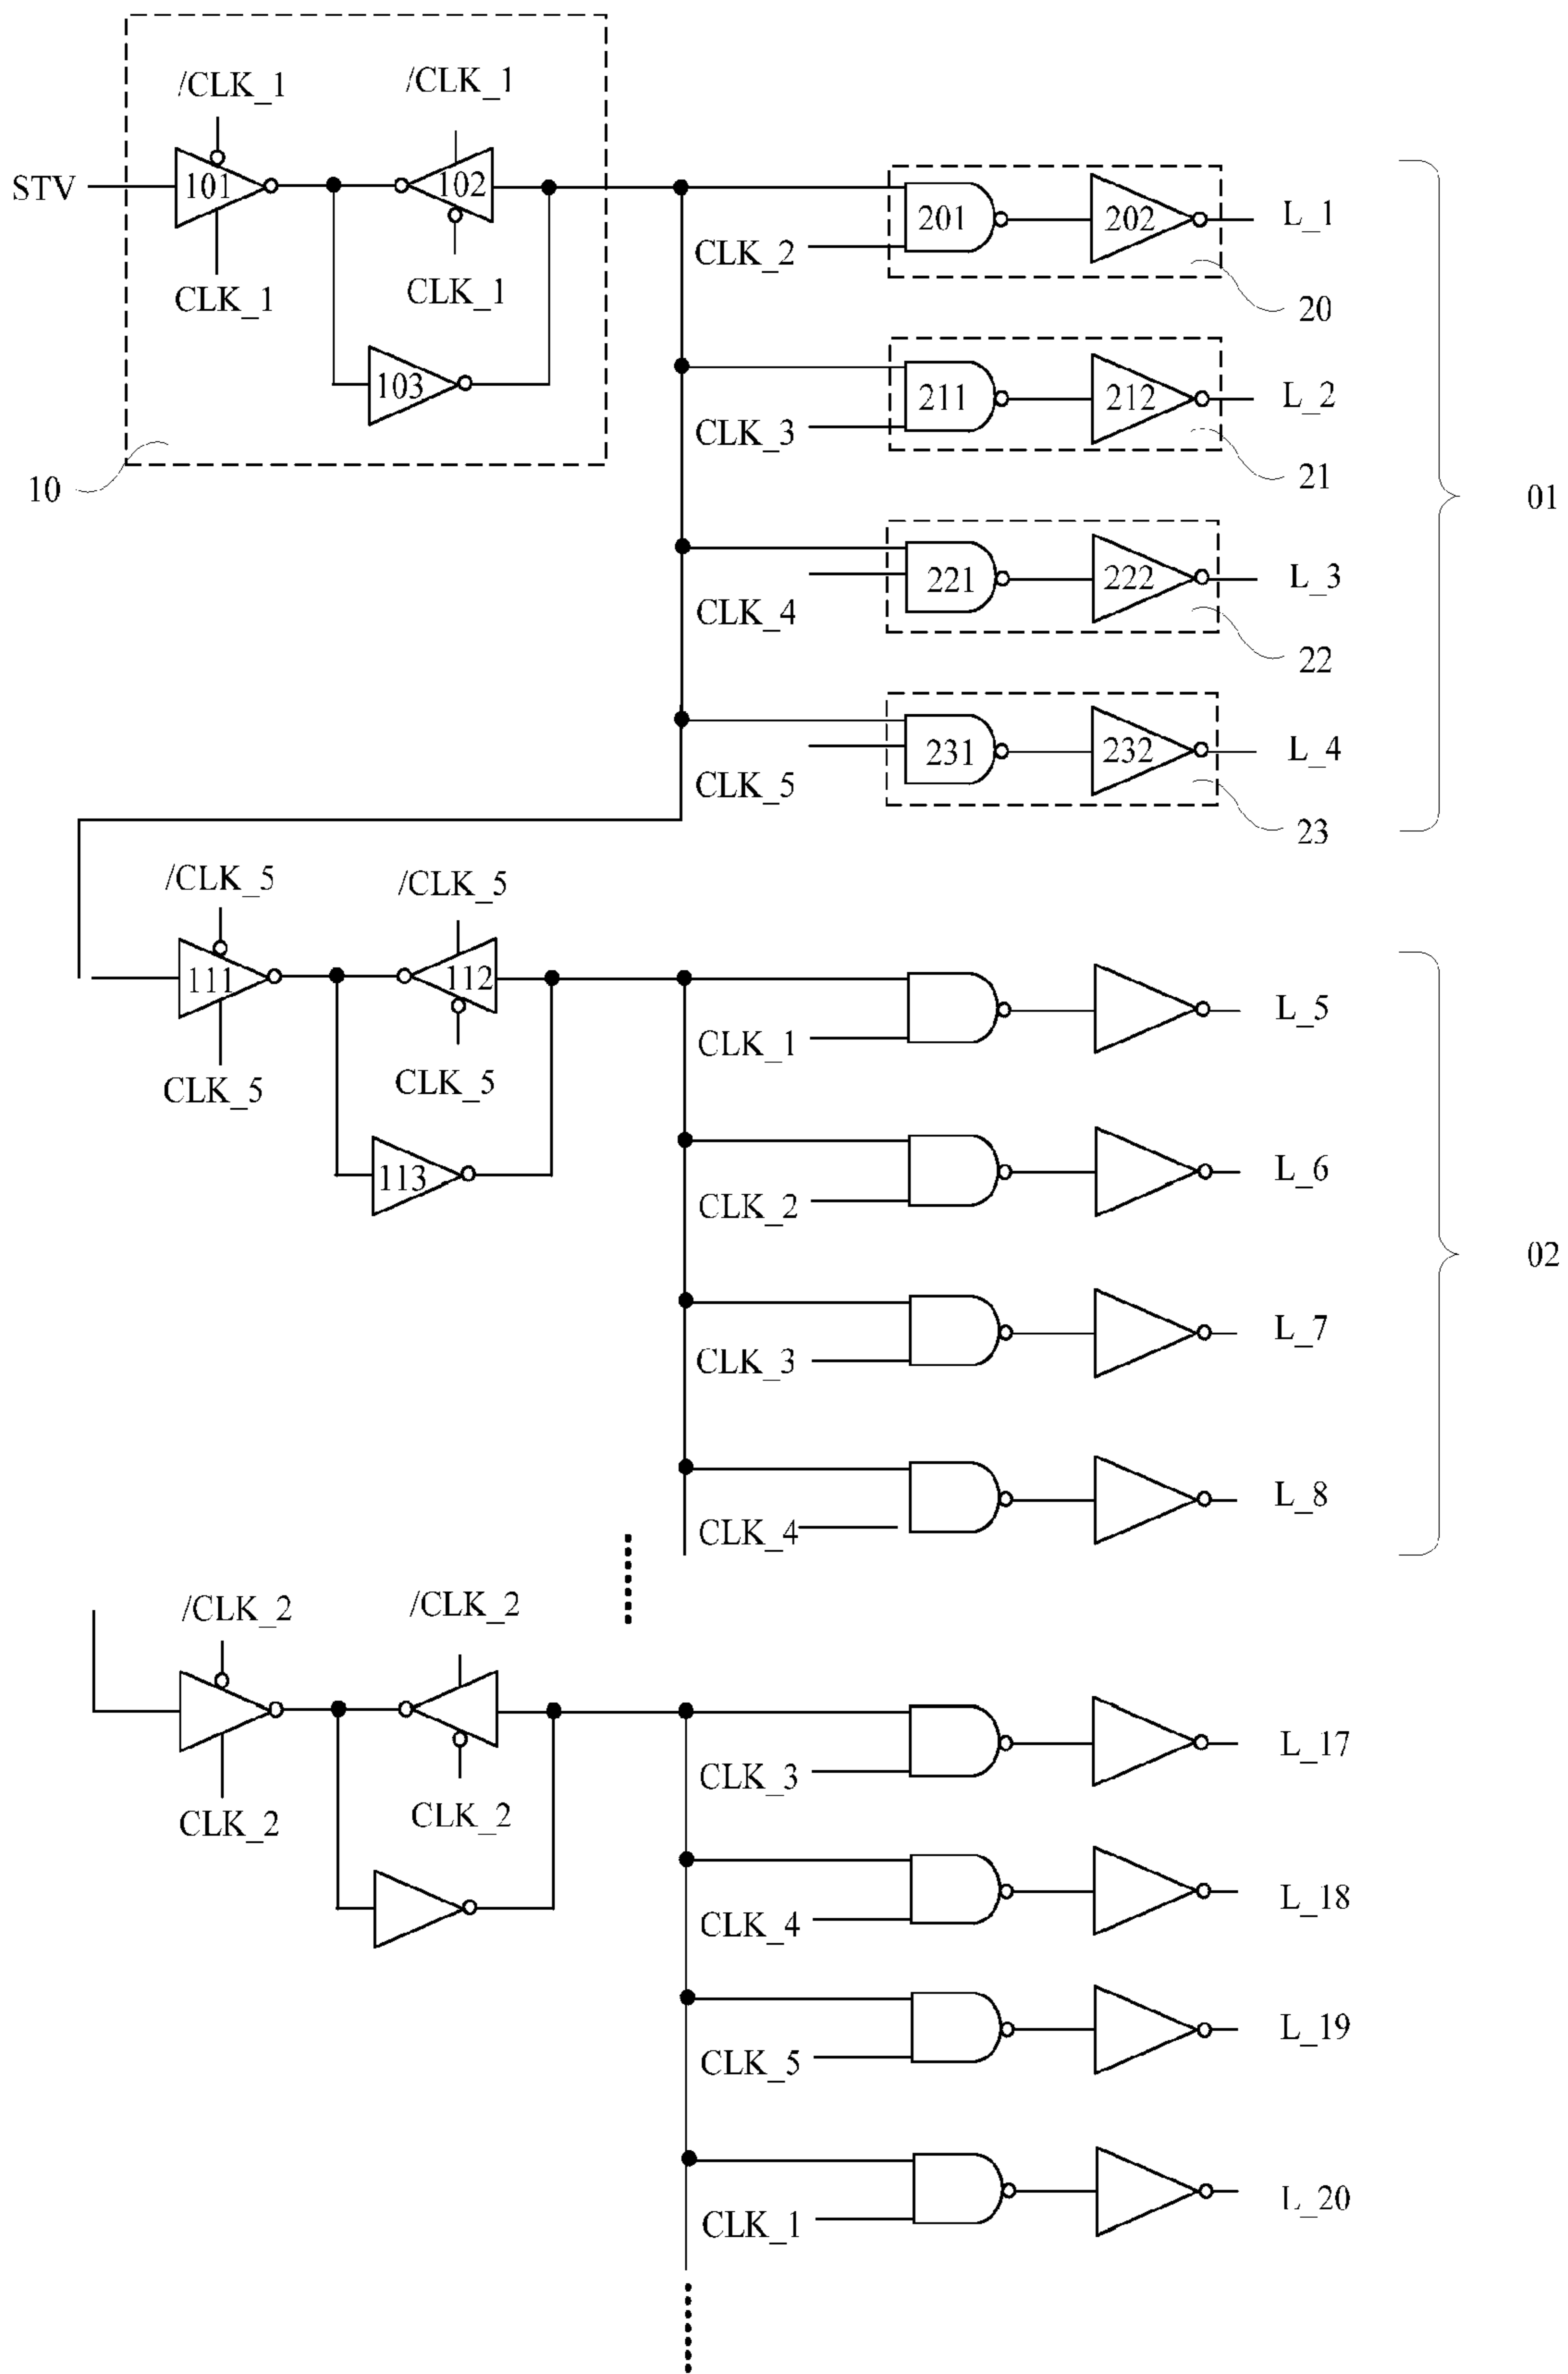 /CLK_1
/CLK_1
STV
101
102
201
202
L_1
CLK_2
CLK_1
CLK_1
20
103
211
212
L_2
CLK_3
21
10
01
221
222
L_3
CLK_4
22
231
232
L_4
CLK_5
23
/CLK_5
/CLK_5
111
112
L_5
CLK_1
CLK_5
CLK_5
113
L_6
CLK_2
02
L_7
CLK_3
L_8
CLK_4
/CLK_2
/CLK_2
L_17
CLK_3
CLK_2
CLK_2
L_18
CLK_4
L_19
CLK_5
L_20
CLK_1